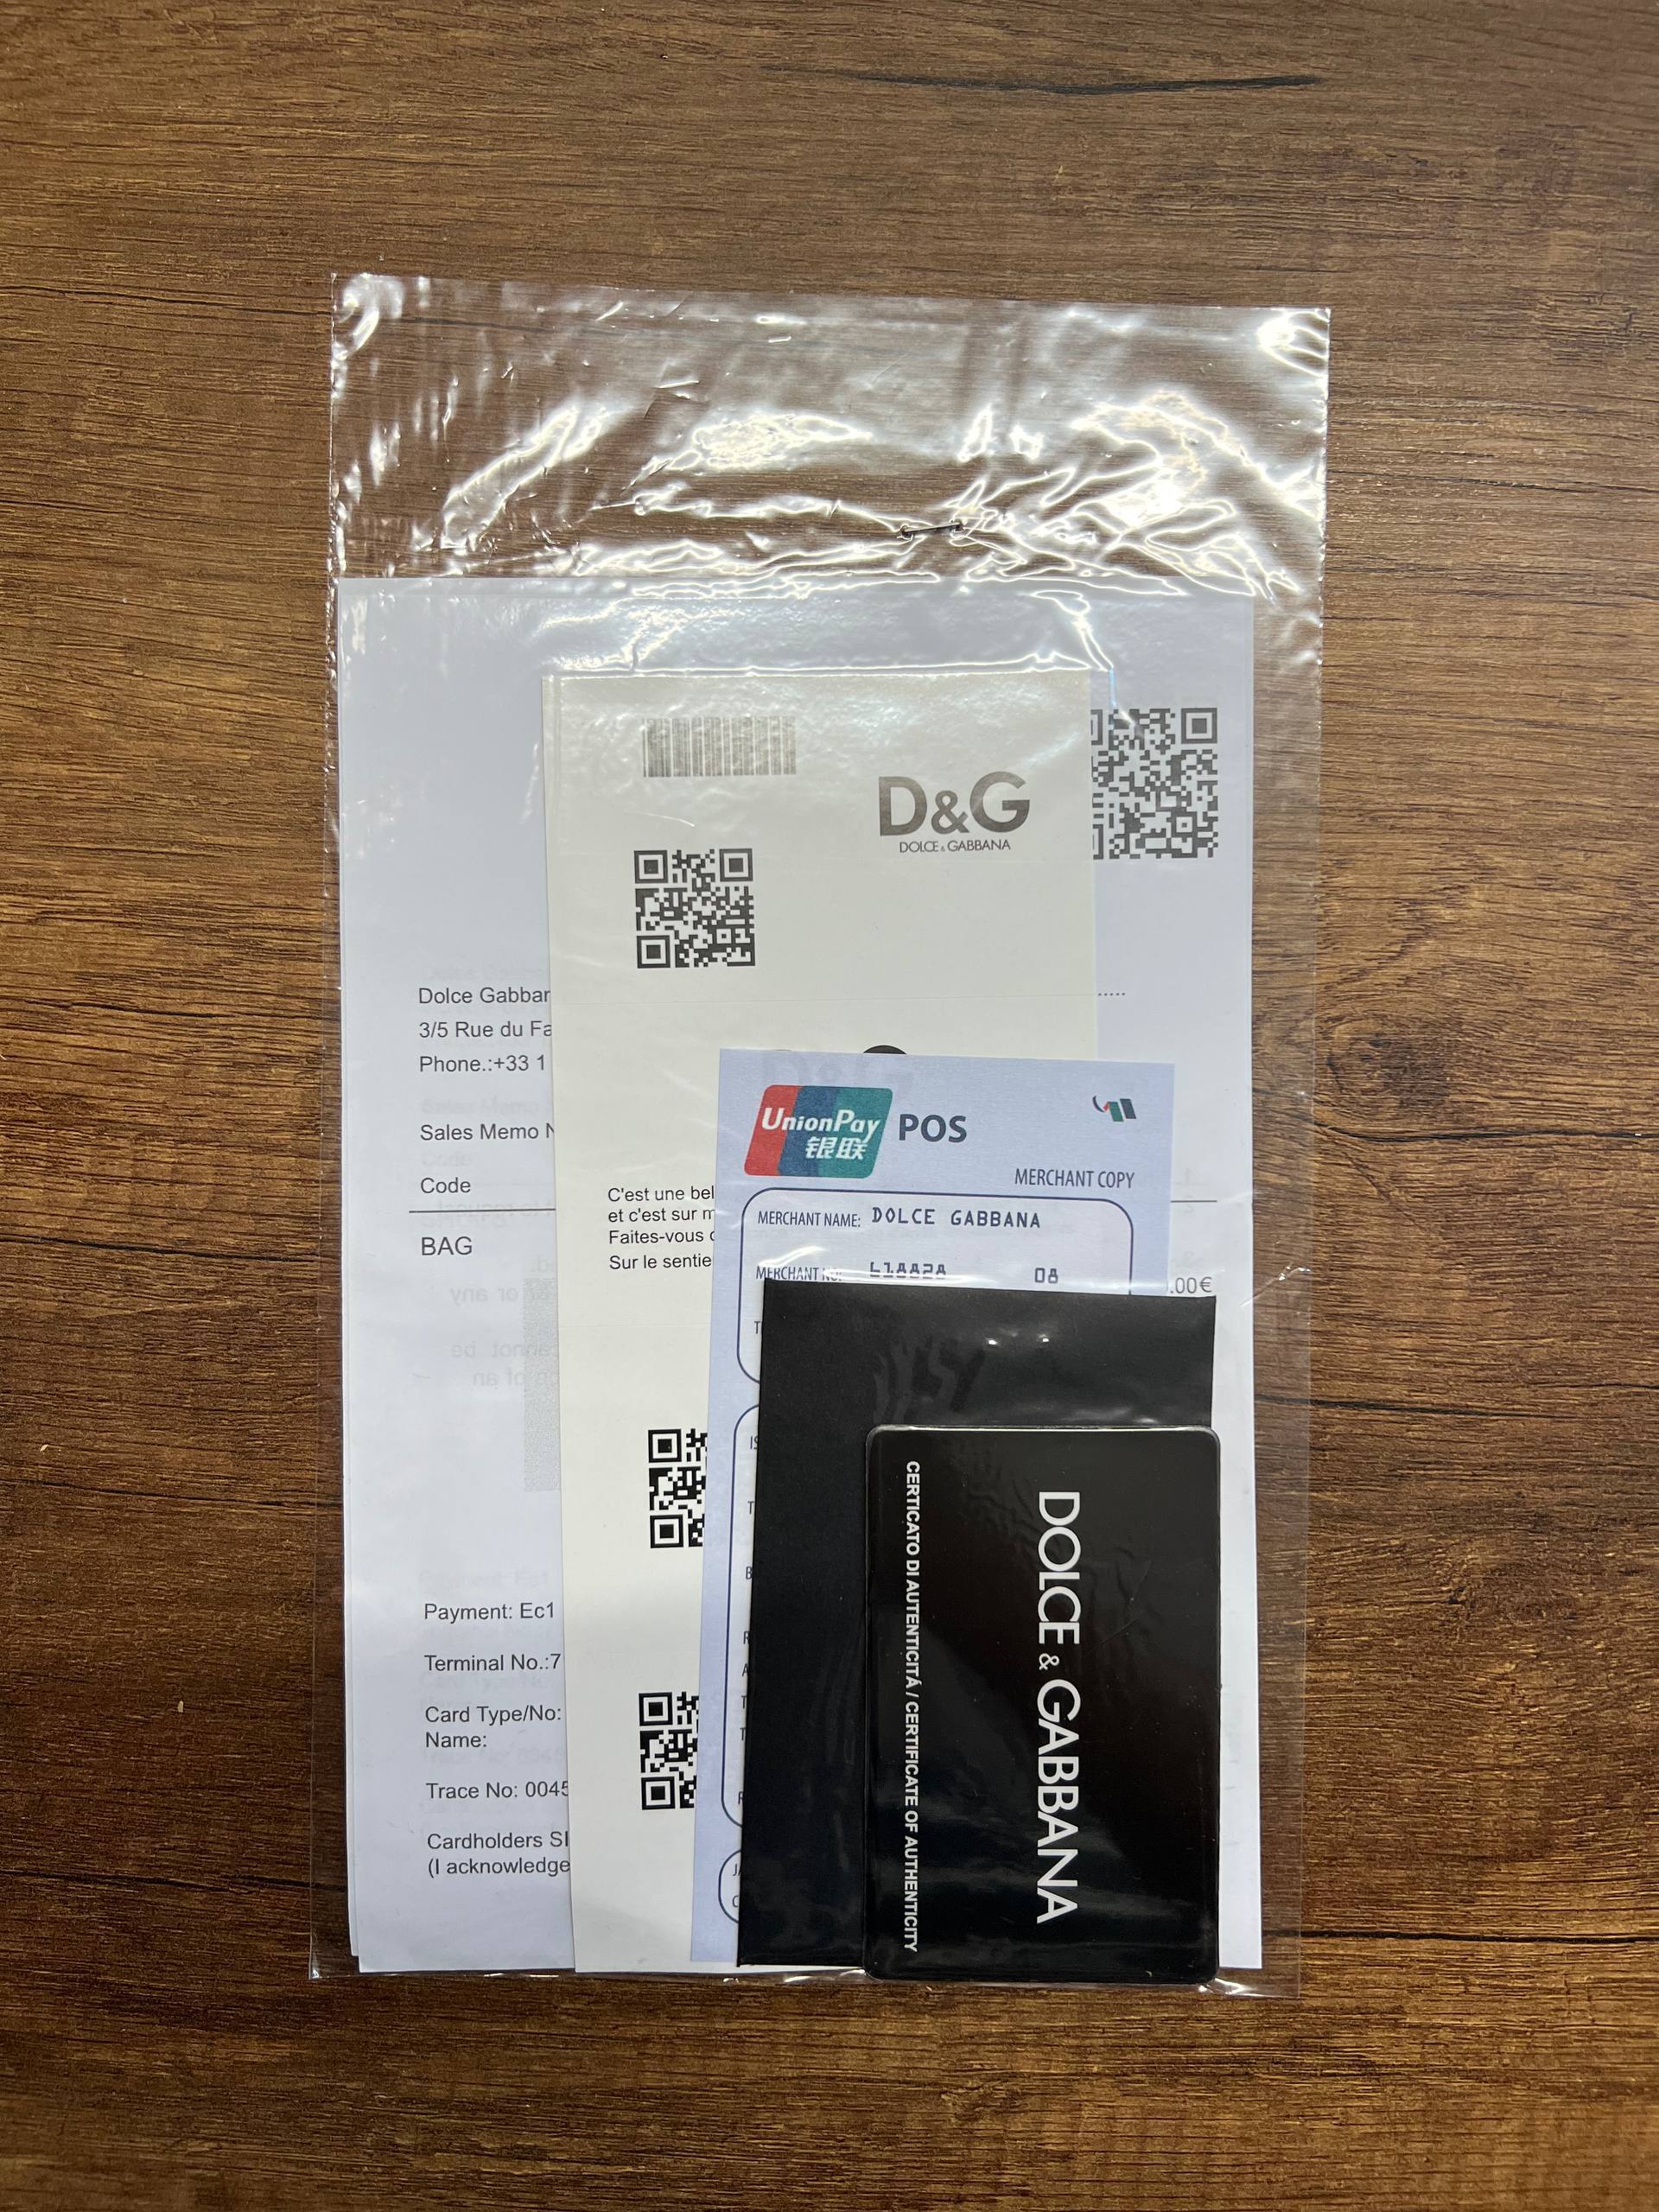 D&G
DOLCE & GABBANA
Dolce Gabbar
3/5 Rue du Fa
Phone.:+33 1
Sales Memo N
Code
BAG
.00€
Payment: Ec1
Terminal No.:7
Card Type/No:
Name:
Trace No: 0045
Cardholders SI
(I acknowledge
C'est une bel
et c'est sur m
Faites-vous
Sur le sentie
UnionPay
银联
POS
MERCHANT COPY
MERCHANT NAME: DOLCE GABBANA
MERCHANT NO: 08
DOLCE & GABBANA
CERTICATO DI AUTENTICITÁ / CERTIFICATE OF AUTHENTICITY